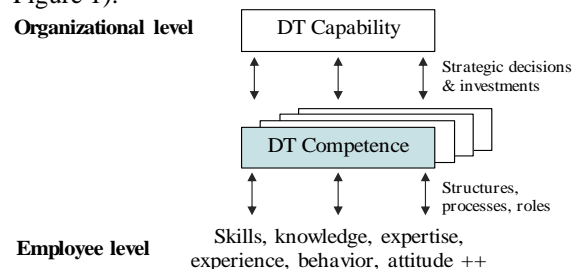 Figure 1).
Organizational level
DT Capability
Strategic decisions
& investments
DT Competence
Structures,
processes, roles
Employee level
Skills, knowledge, expertise,
experience, behavior, attitude ++